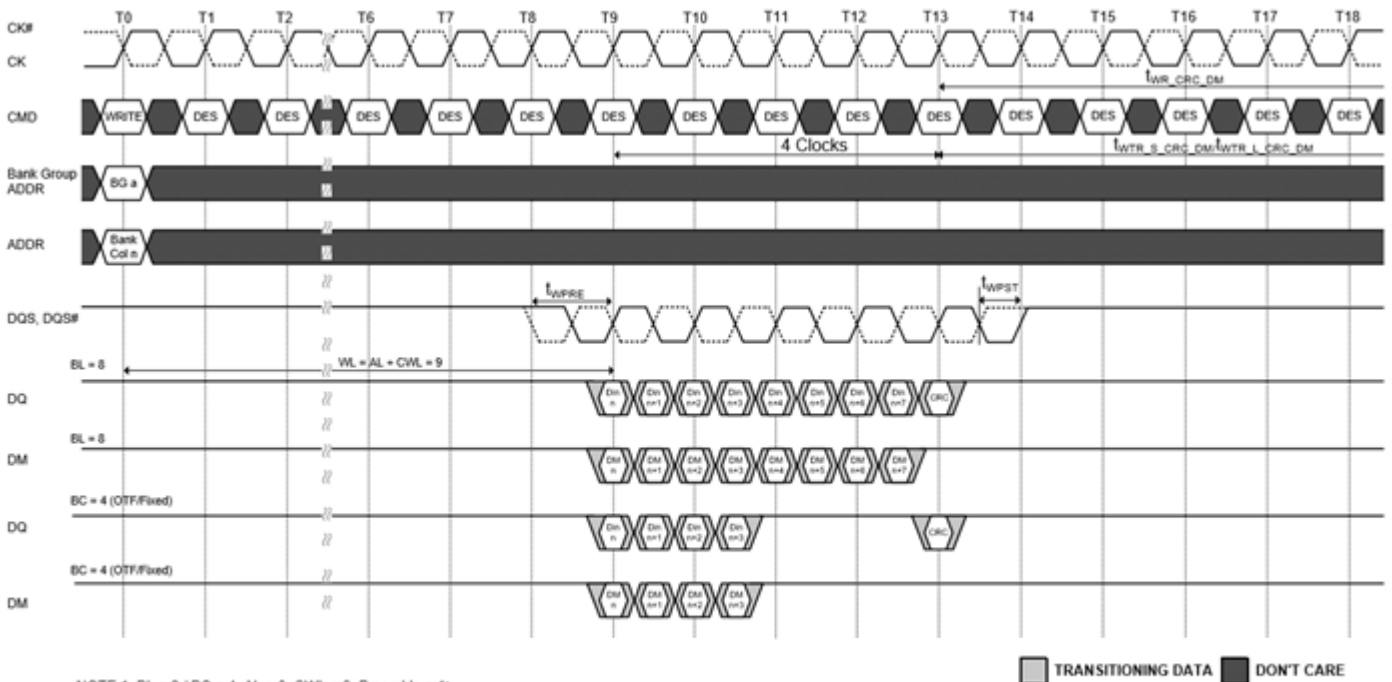 T0 T1 T2 T6 T7 T8 T9 T10 T11 T12 T13 T14 T15 T16 T17 T18
CK#
CK
tWR_CRC_DM
CMD WRITE DES DES DES DES DES DES DES DES DES DES DES DES DES DES DES
4 Clocks tWTR_S_CRC_DM/tWTR_L_CRC_DM
Bank Group
ADDR
BG a
ADDR
Bank
Col n
tWPRE tWPST
DQS, DQS#
BL = 8 WL = AL + CWL = 9
DQ
Din n Din n+1 Din n+2 Din n+3 Din n+4 Din n+5 Din n+6 Din n+7 CRC
BL = 8
DM
DM n DM n+1 DM n+2 DM n+3 DM n+4 DM n+5 DM n+6 DM n+7
BC = 4 (OTF/Fixed)
DQ
Din n Din n+1 Din n+2 Din n+3 CRC
BC = 4 (OTF/Fixed)
DM
DM n DM n+1 DM n+2 DM n+3
TRANSITIONING DATA DON'T CARE